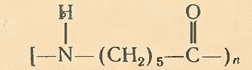 H O
[—N—(CH₂)₅—C—)ₙ